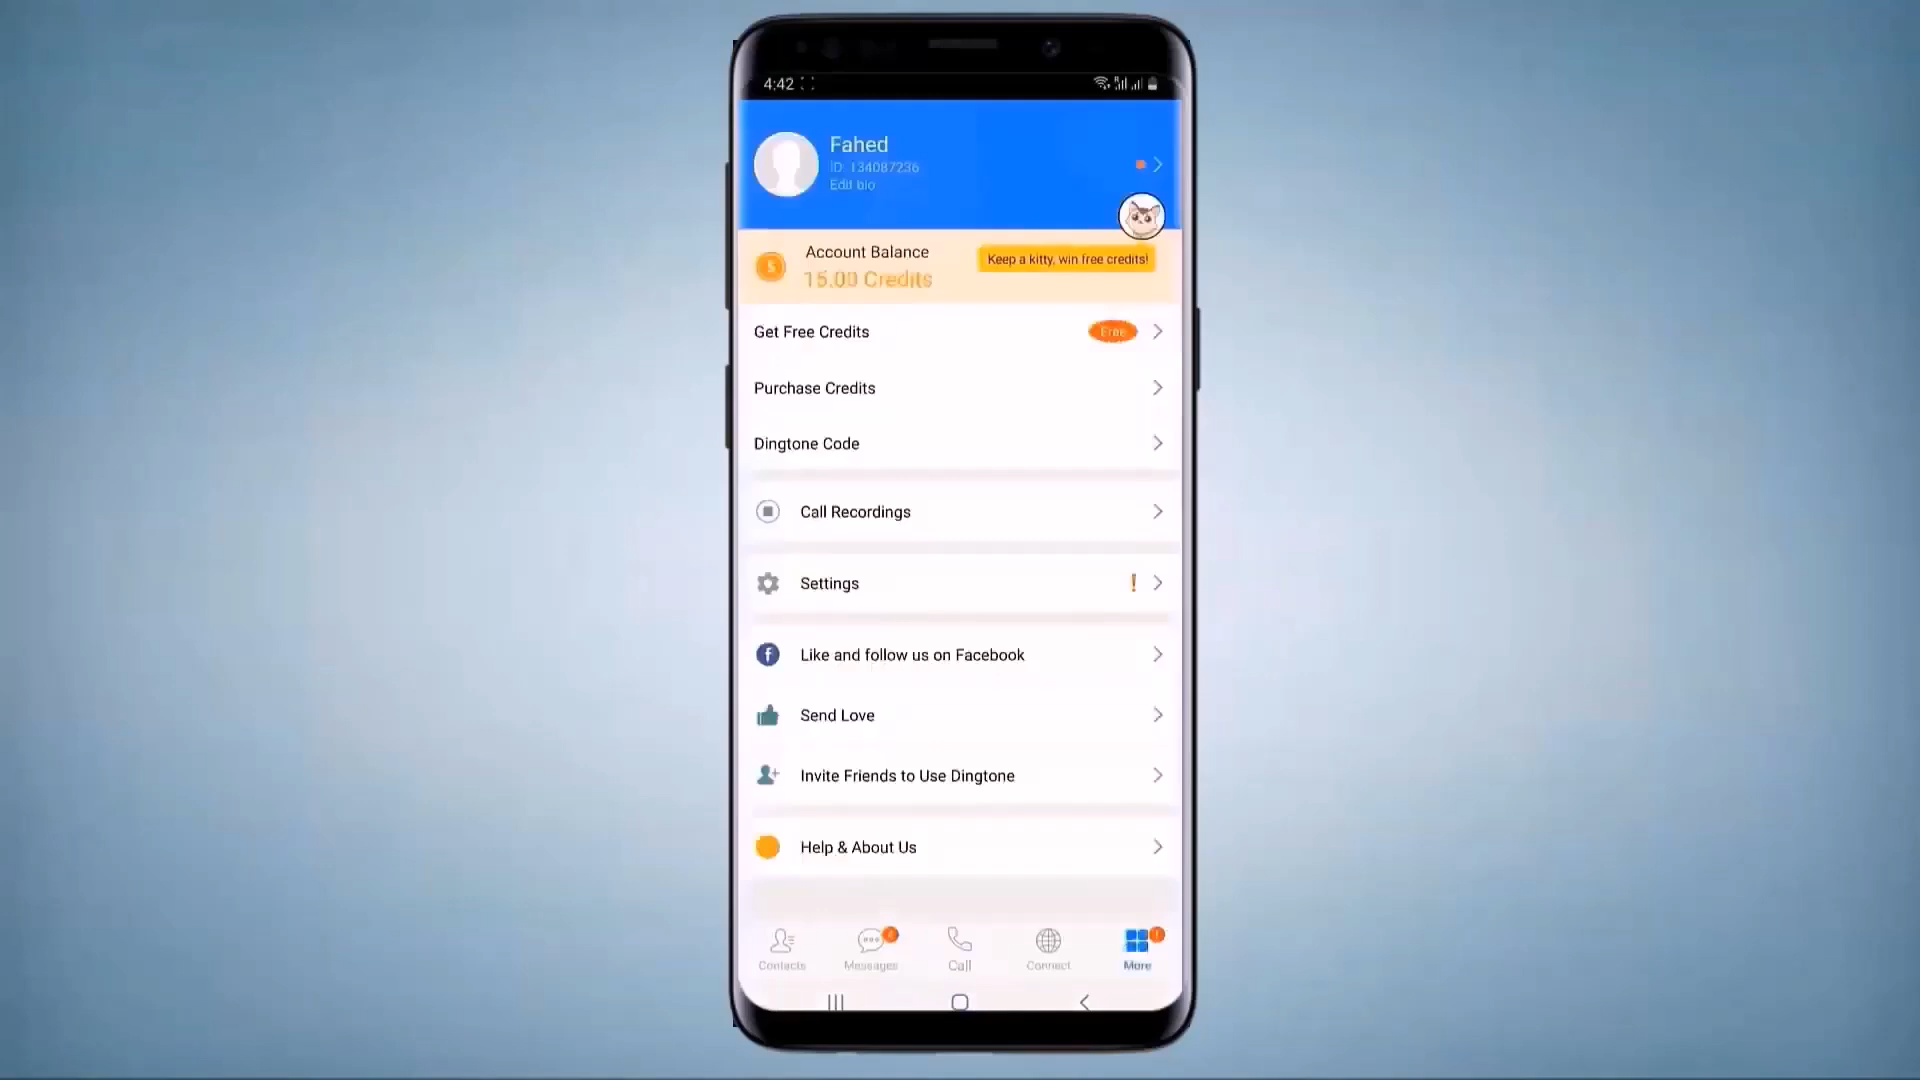 4:42
Fahed
ID: 134087236
Edit bio
Account Balance
Keep a kitty, win free credits!
15.00 Credits
Get Free Credits
Free
Purchase Credits
Dingtone Code
Call Recordings
Settings
!
Like and follow us on Facebook
Send Love
Invite Friends to Use Dingtone
Help & About Us
Contacts
Messages
Call
Connect
More